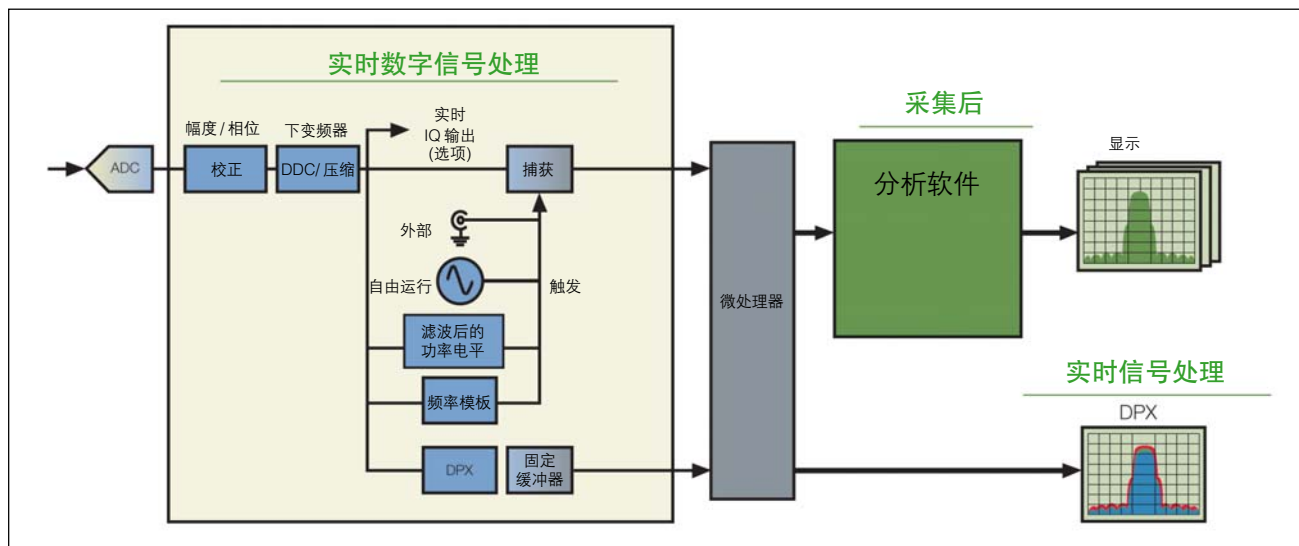 实时数字信号处理
幅度/相位
下变频器
实时
IQ 输出
(选项)
ADC
校正
DDC/压缩
捕获
外部
自由运行
触发
滤波后的
功率电平
频率模板
DPX
固定
缓冲器
微处理器
采集后
分析软件
显示
实时信号处理
DPX